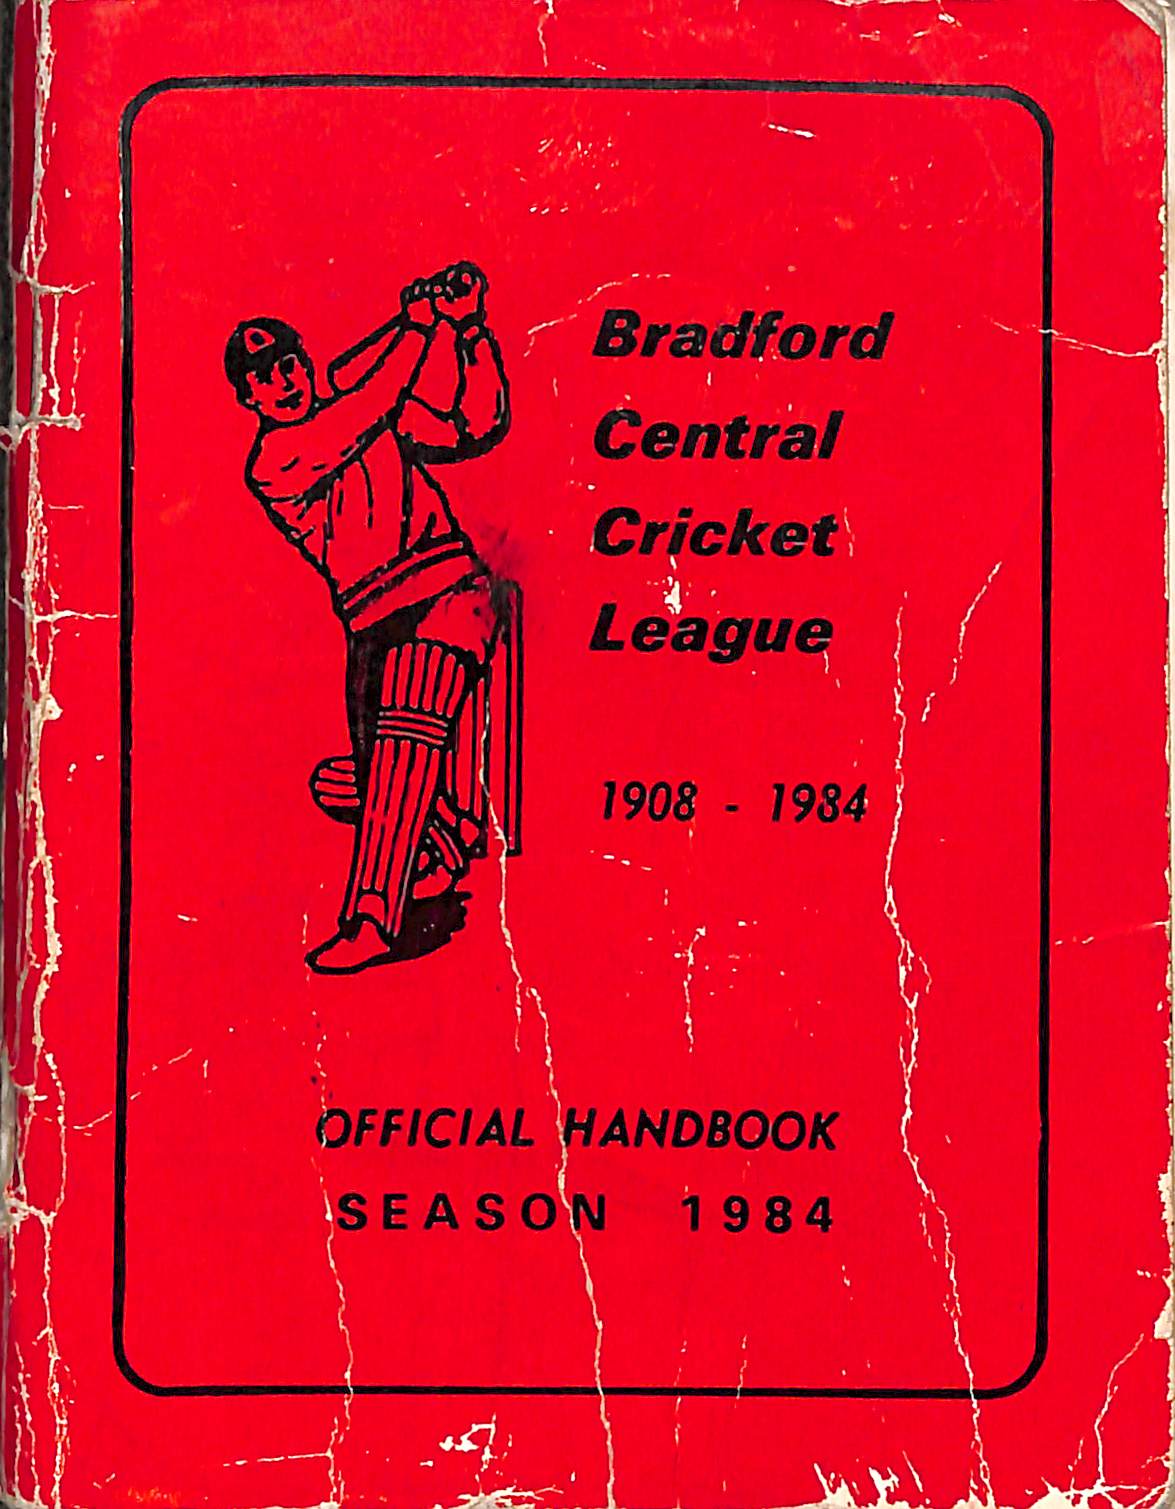 Bradford
Central
Cricket
League
1908 - 1984
OFFICIAL HANDBOOK
SEASON 1984